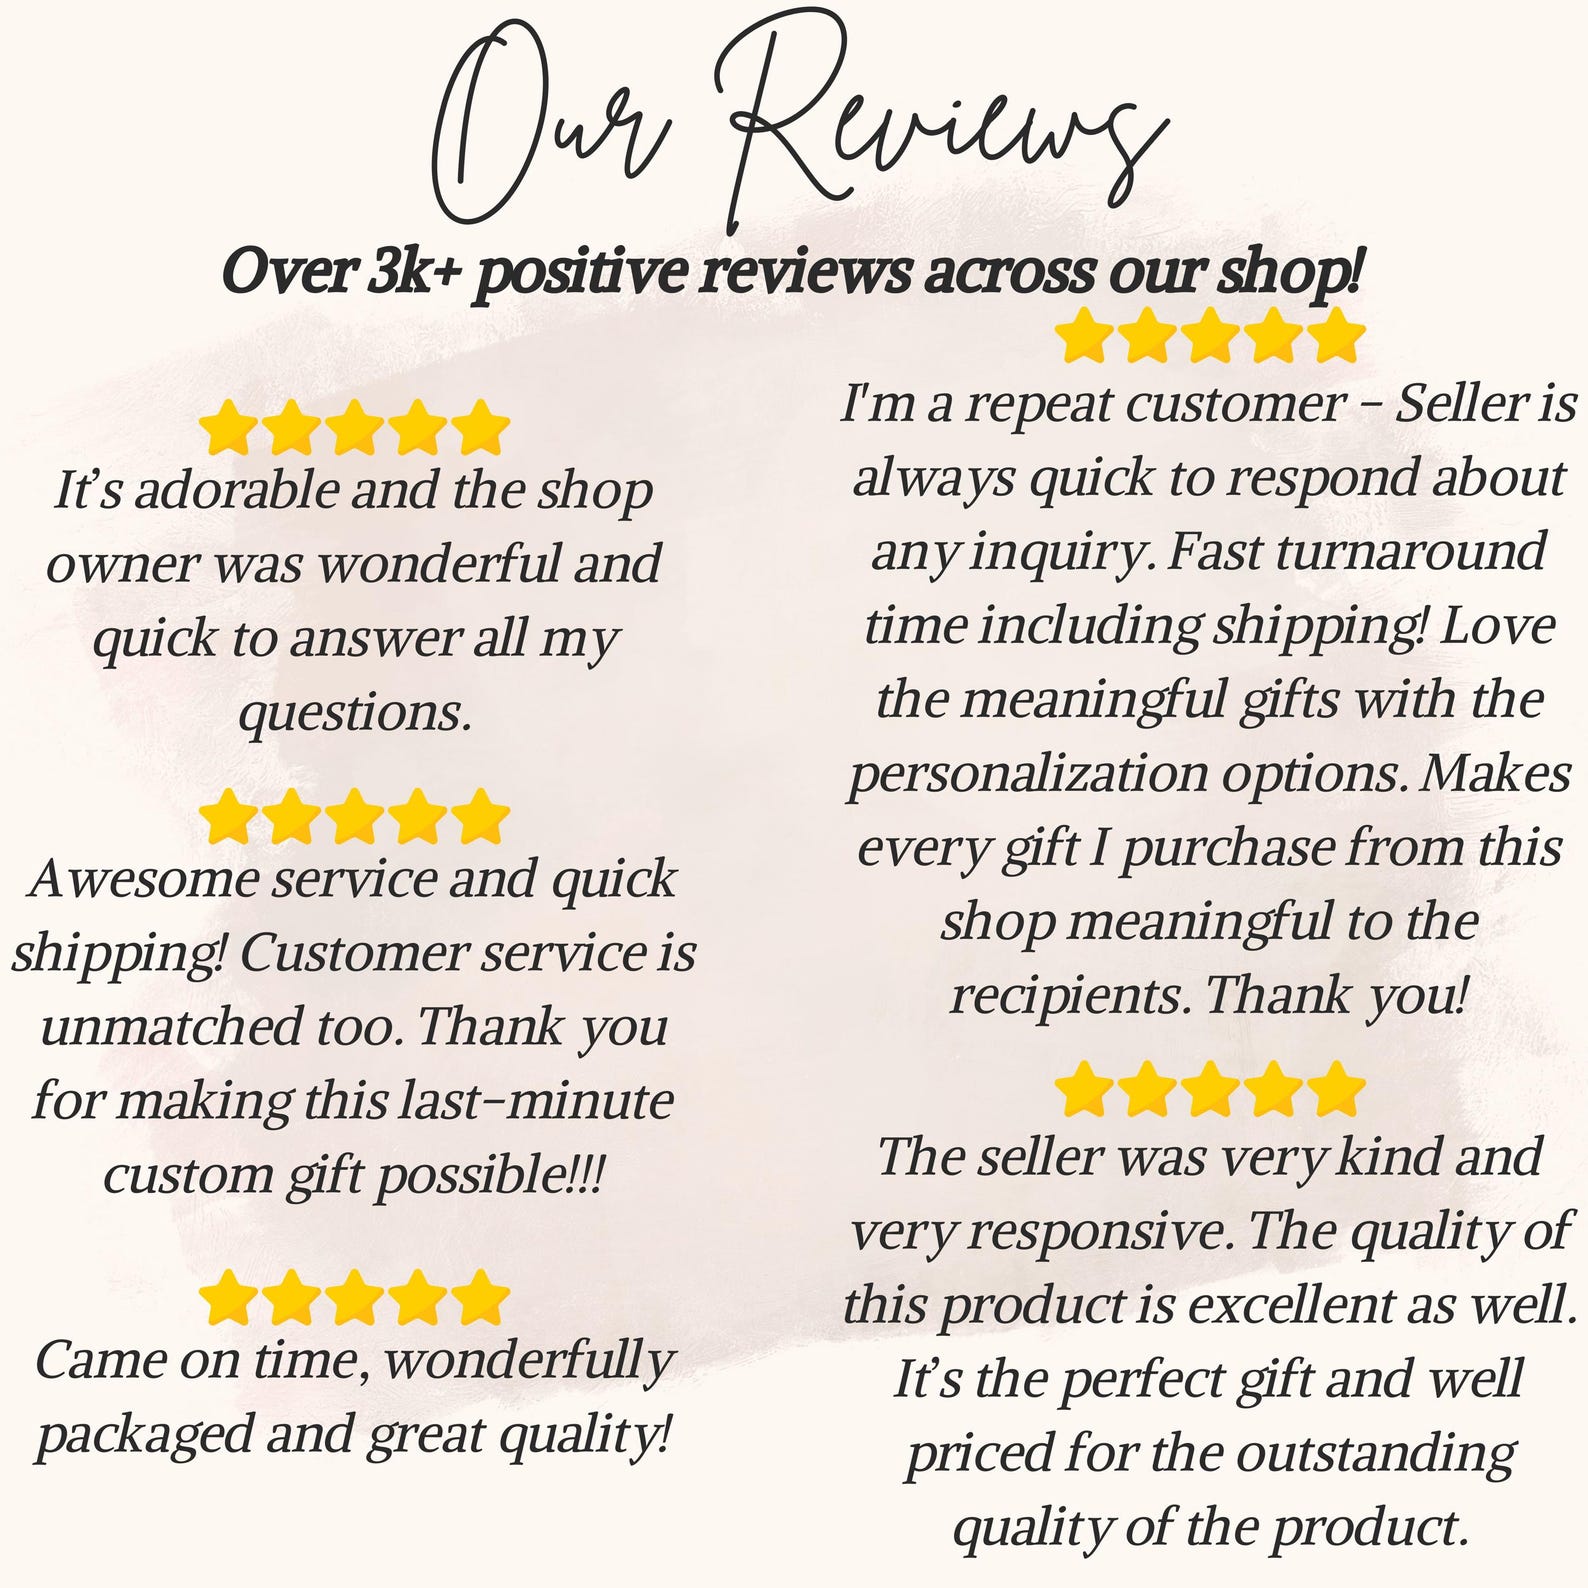 Our Reviews
Over 3k+ positive reviews across our shop!
It’s adorable and the shop
owner was wonderful and
quick to answer all my
questions.
Awesome service and quick
shipping! Customer service is
unmatched too. Thank you
for making this last-minute
custom gift possible!!!
Came on time, wonderfully
packaged and great quality!
I'm a repeat customer - Seller is
always quick to respond about
any inquiry. Fast turnaround
time including shipping! Love
the meaningful gifts with the
personalization options. Makes
every gift I purchase from this
shop meaningful to the
recipients. Thank you!
The seller was very kind and
very responsive. The quality of
this product is excellent as well.
It’s the perfect gift and well
priced for the outstanding
quality of the product.